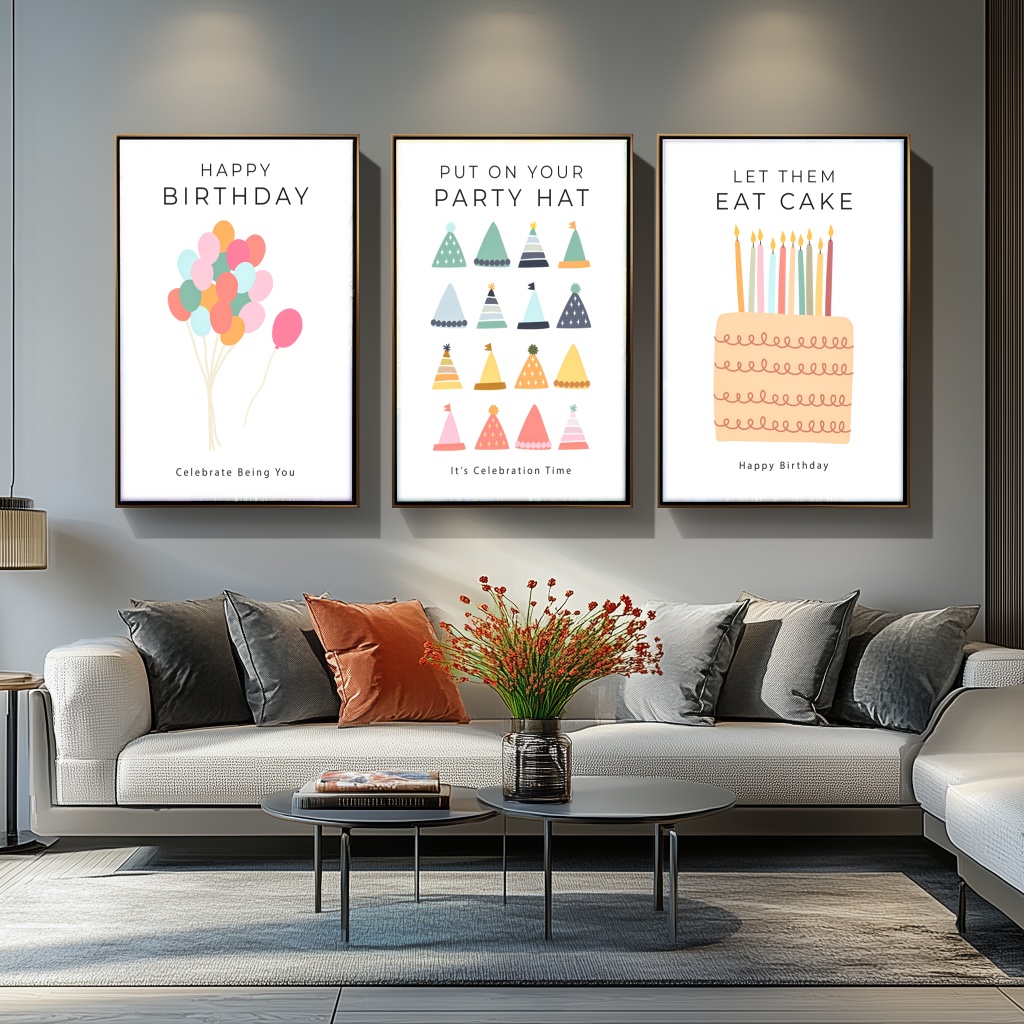 HAPPY
BIRTHDAY
Celebrate Being You
PUT ON YOUR
PARTY HAT
It's Celebration Time
LET THEM
EAT CAKE
Happy Birthday